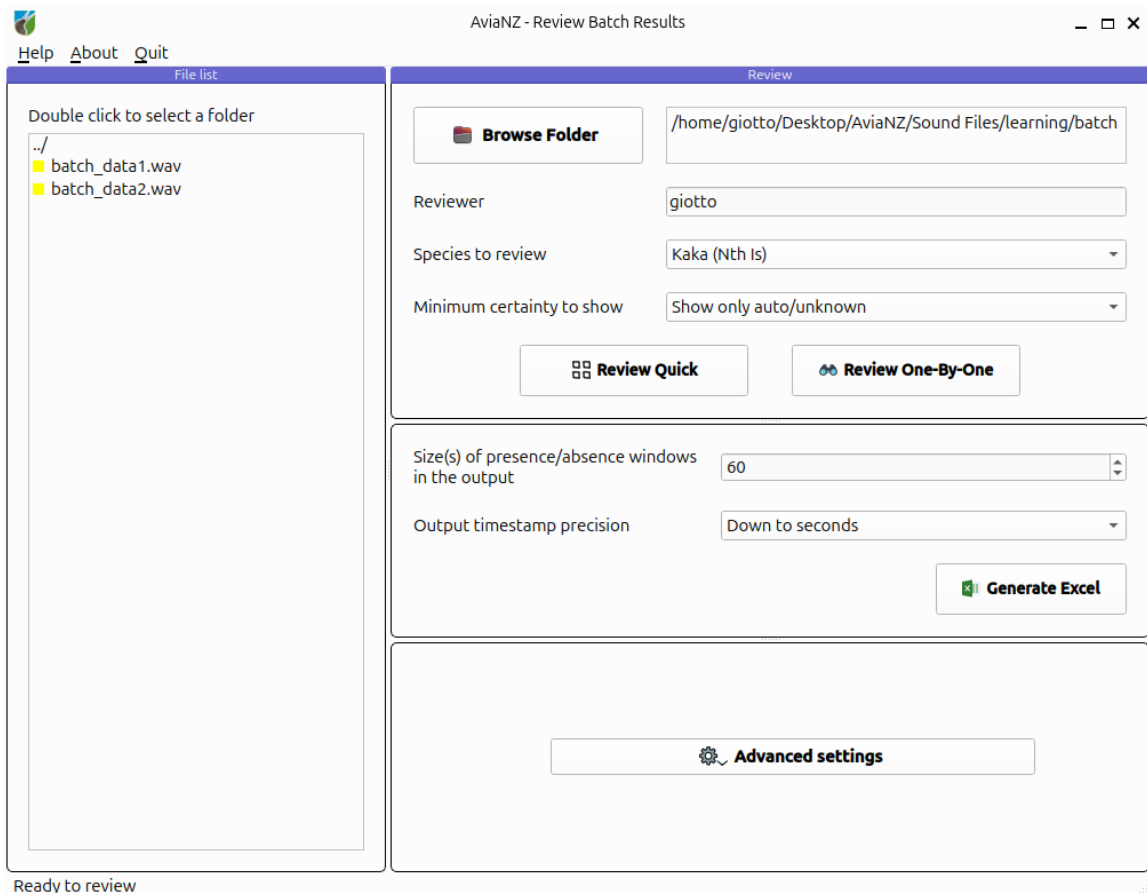 AviaNZ - Review Batch Results
Help About Quit
File list
Double click to select a folder
../
batch_data1.wav
batch_data2.wav
Review
Browse Folder
/home/giotto/Desktop/AviaNZ/Sound Files/learning/batch
Reviewer
giotto
Species to review
Kaka (Nth Is)
Minimum certainty to show
Show only auto/unknown
Review Quick
Review One-By-One
Size(s) of presence/absence windows
in the output
60
Output timestamp precision
Down to seconds
Generate Excel
Advanced settings
Ready to review